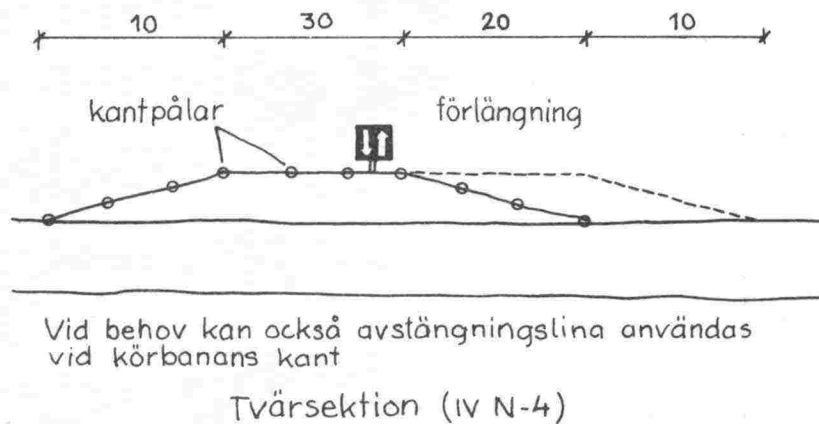 10 30 20 10
kantpålar förlängning
Vid behov kan också avstängningslina användas
vid körbanans kant
Tvärsektion (IV N-4)